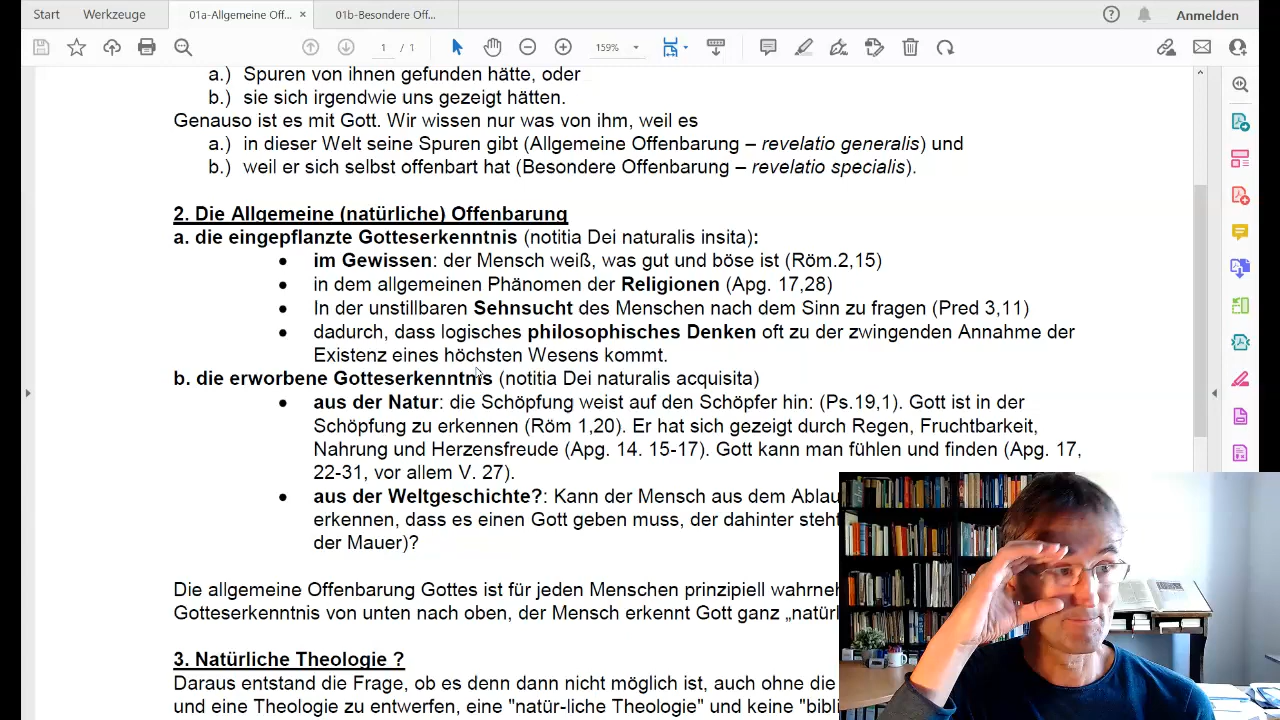 Start Werkzeuge 01a-Allgemeine Off... × 01b-Besondere Off... Anmelden
1 / 1 159%
a.) Spuren von ihnen gefunden hätte, oder
b.) sie sich irgendwie uns gezeigt hätten.
Genauso ist es mit Gott. Wir wissen nur was von ihm, weil es
a.) in dieser Welt seine Spuren gibt (Allgemeine Offenbarung – revelatio generalis) und
b.) weil er sich selbst offenbart hat (Besondere Offenbarung – revelatio specialis).
2. Die Allgemeine (natürliche) Offenbarung
a. die eingepflanzte Gotteserkenntnis (notitia Dei naturalis insita):
• im Gewissen: der Mensch weiß, was gut und böse ist (Röm.2,15)
• in dem allgemeinen Phänomen der Religionen (Apg. 17,28)
• In der unstillbaren Sehnsucht des Menschen nach dem Sinn zu fragen (Pred 3,11)
• dadurch, dass logisches philosophisches Denken oft zu der zwingenden Annahme der
Existenz eines höchsten Wesens kommt.
b. die erworbene Gotteserkenntnis (notitia Dei naturalis acquisita)
• aus der Natur: die Schöpfung weist auf den Schöpfer hin: (Ps.19,1). Gott ist in der
Schöpfung zu erkennen (Röm 1,20). Er hat sich gezeigt durch Regen, Fruchtbarkeit,
Nahrung und Herzensfreude (Apg. 14. 15-17). Gott kann man fühlen und finden (Apg. 17,
22-31, vor allem V. 27).
• aus der Weltgeschichte?: Kann der Mensch aus dem Ablau
erkennen, dass es einen Gott geben muss, der dahinter steht
der Mauer)?
Die allgemeine Offenbarung Gottes ist für jeden Menschen prinzipiell wahrneh
Gotteserkenntnis von unten nach oben, der Mensch erkennt Gott ganz „natürl
3. Natürliche Theologie ?
Daraus entstand die Frage, ob es denn dann nicht möglich ist, auch ohne die
und eine Theologie zu entwerfen, eine "natür-liche Theologie" und keine "bibli